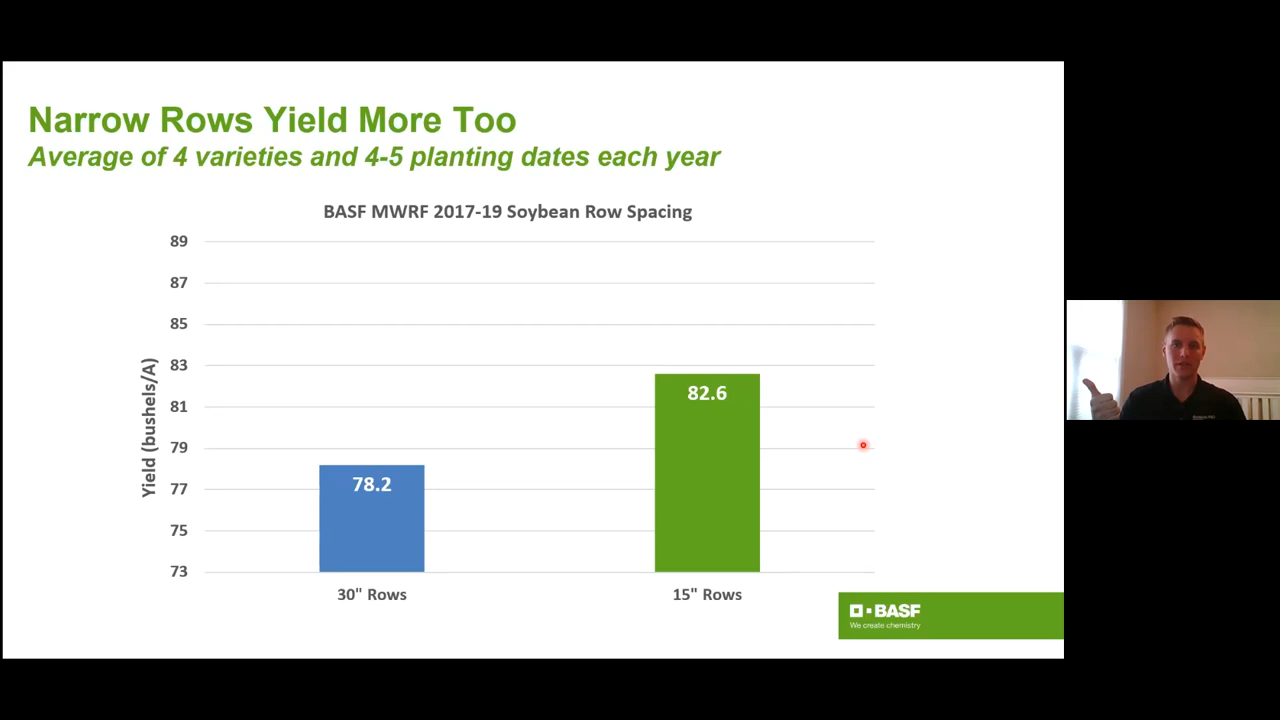 Narrow Rows Yield More Too
Average of 4 varieties and 4-5 planting dates each year
BASF MWRF 2017-19 Soybean Row Spacing
89
87
85
83
81
79
77
75
73
Yield (bushels/A)
78.2
82.6
30" Rows
15" Rows
BASF
We create chemistry